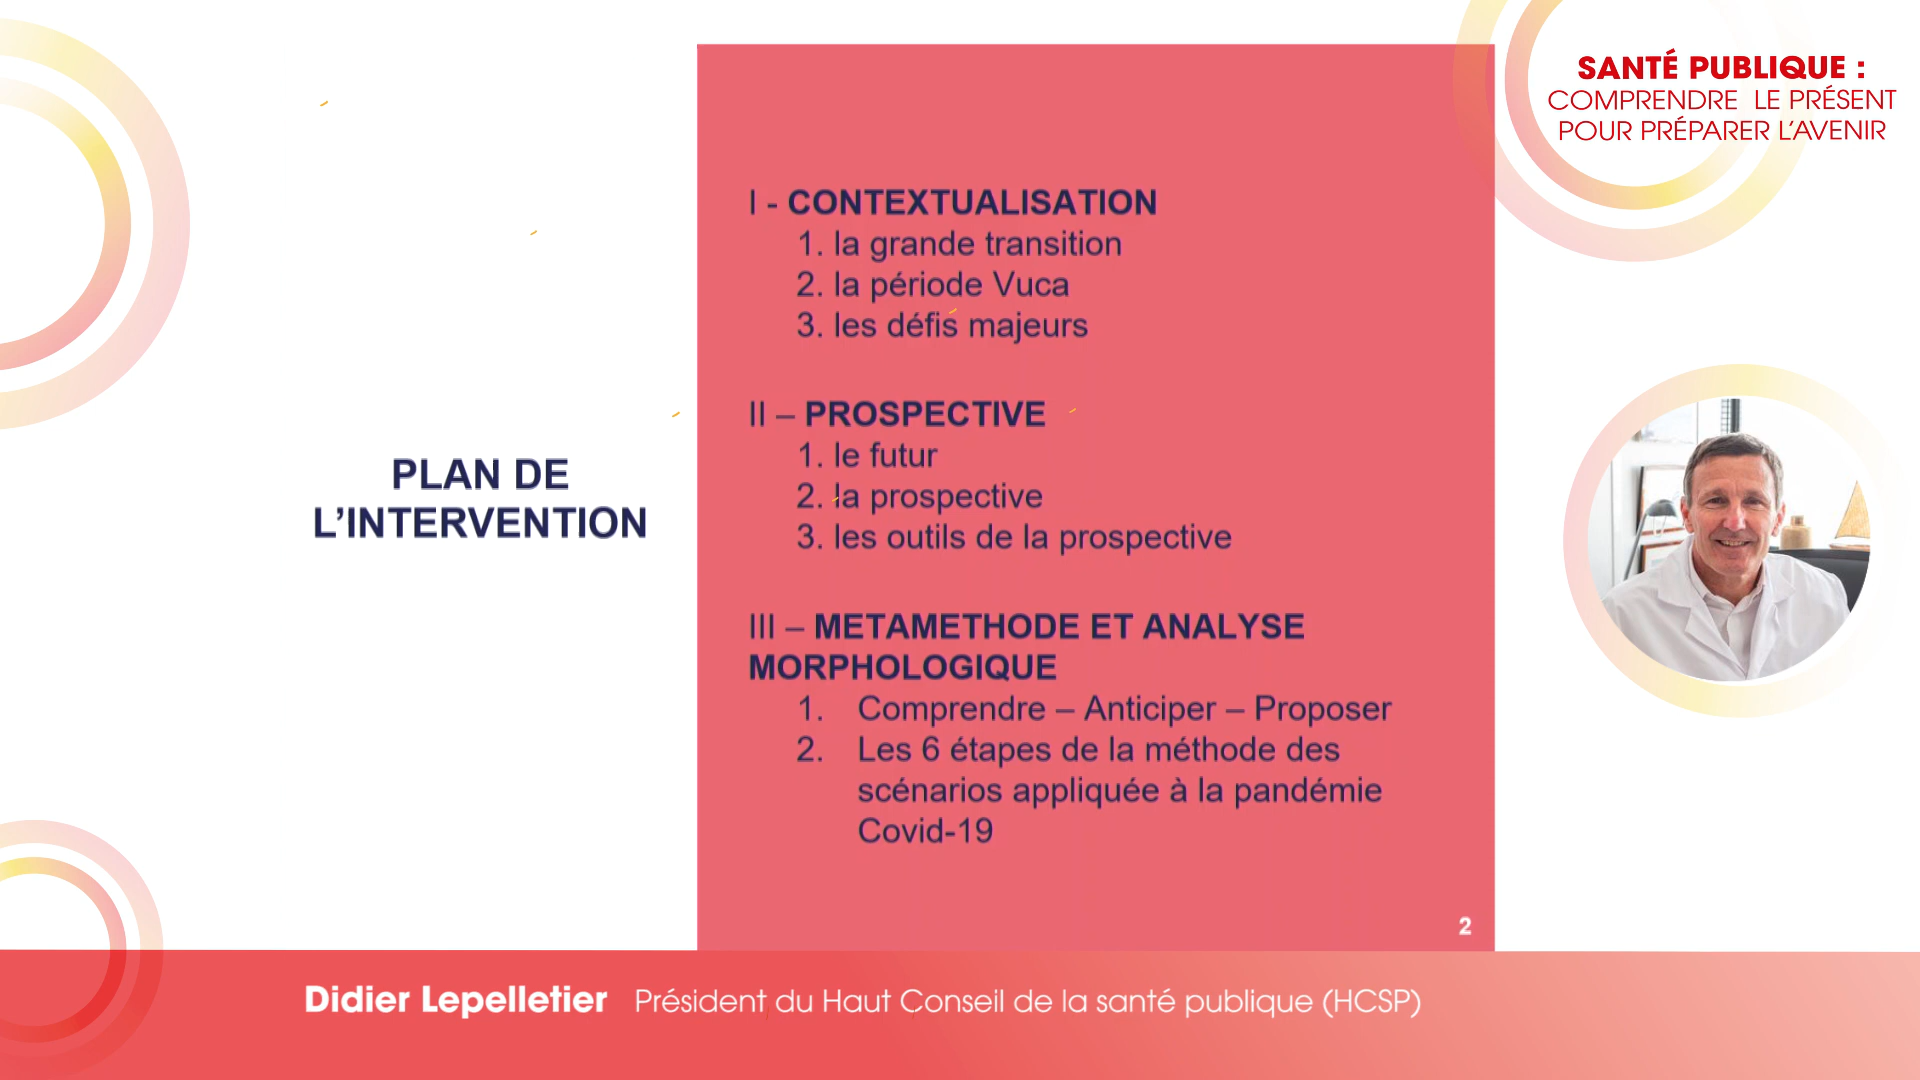 SANTÉ PUBLIQUE :
COMPRENDRE LE PRÉSENT
POUR PRÉPARER L'AVENIR
PLAN DE
L'INTERVENTION
I - CONTEXTUALISATION
1. la grande transition
2. la période Vuca
3. les défis majeurs
II – PROSPECTIVE
1. le futur
2. la prospective
3. les outils de la prospective
III – METAMETHODE ET ANALYSE
MORPHOLOGIQUE
1. Comprendre – Anticiper – Proposer
2. Les 6 étapes de la méthode des
scénarios appliquée à la pandémie
Covid-19
2
Didier Lepelletier Président du Haut Conseil de la santé publique (HCSP)